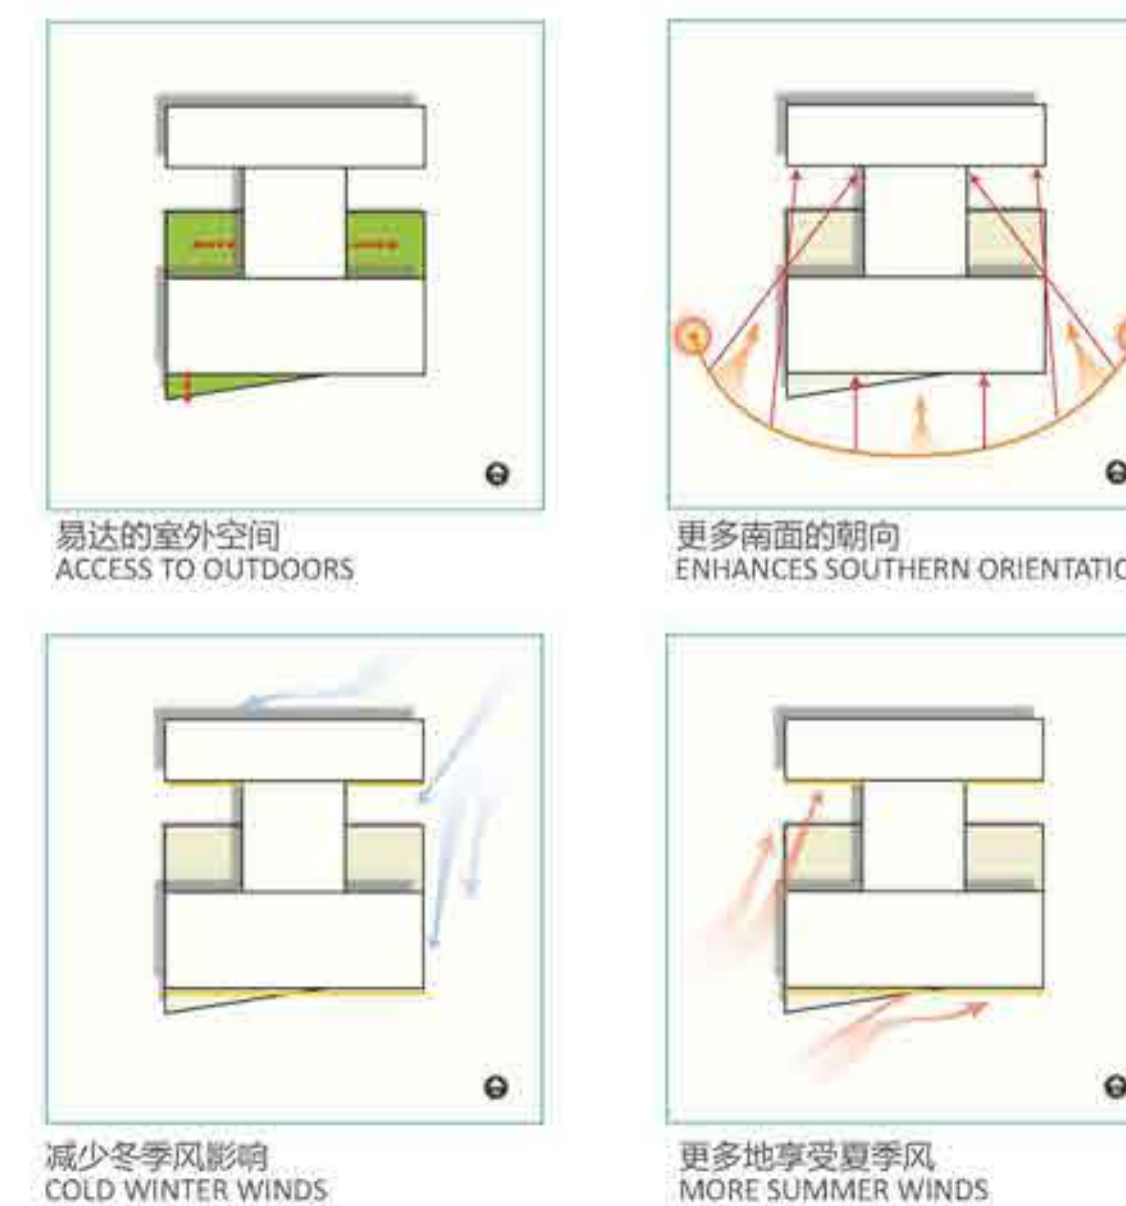 易达的室外空间
ACCESS TO OUTDOORS
更多南面的朝向
ENHANCES SOUTHERN ORIENTATIO
减少冬季风影响
COLD WINTER WINDS
更多地享受夏季风
MORE SUMMER WINDS